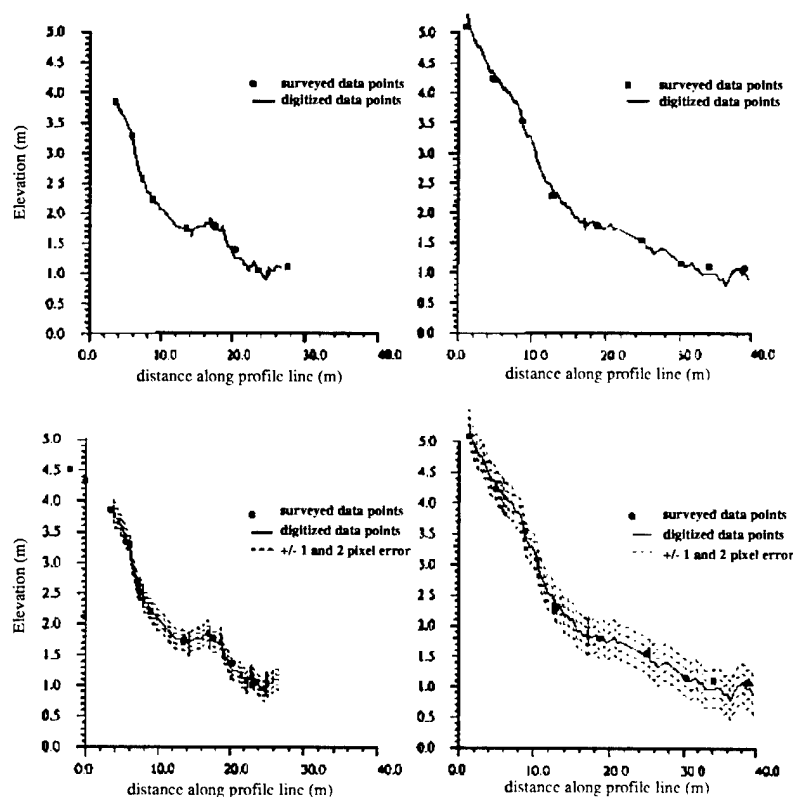 5.0
4.5
4.0
3.5
3.0
2.5
2.0
1.5
1.0
0.5
0.0
0.0 10.0 20.0 30.0 40.0
Elevation (m)
distance along profile line (m)
surveyed data points
digitized data points
5.0
4.5
4.0
3.5
3.0
2.5
2.0
1.5
1.0
0.5
0.0
0.0 10.0 20.0 30.0 40.0
distance along profile line (m)
surveyed data points
digitized data points
5.0
4.5
4.0
3.5
3.0
2.5
2.0
1.5
1.0
0.5
0.0
0.0 10.0 20.0 30.0 40.0
Elevation (m)
distance along profile line (m)
surveyed data points
digitized data points
+/- 1 and 2 pixel error
5.0
4.5
4.0
3.5
3.0
2.5
2.0
1.5
1.0
0.5
0.0
0.0 10.0 20.0 30.0 40.0
distance along profile line (m)
surveyed data points
digitized data points
+/- 1 and 2 pixel error